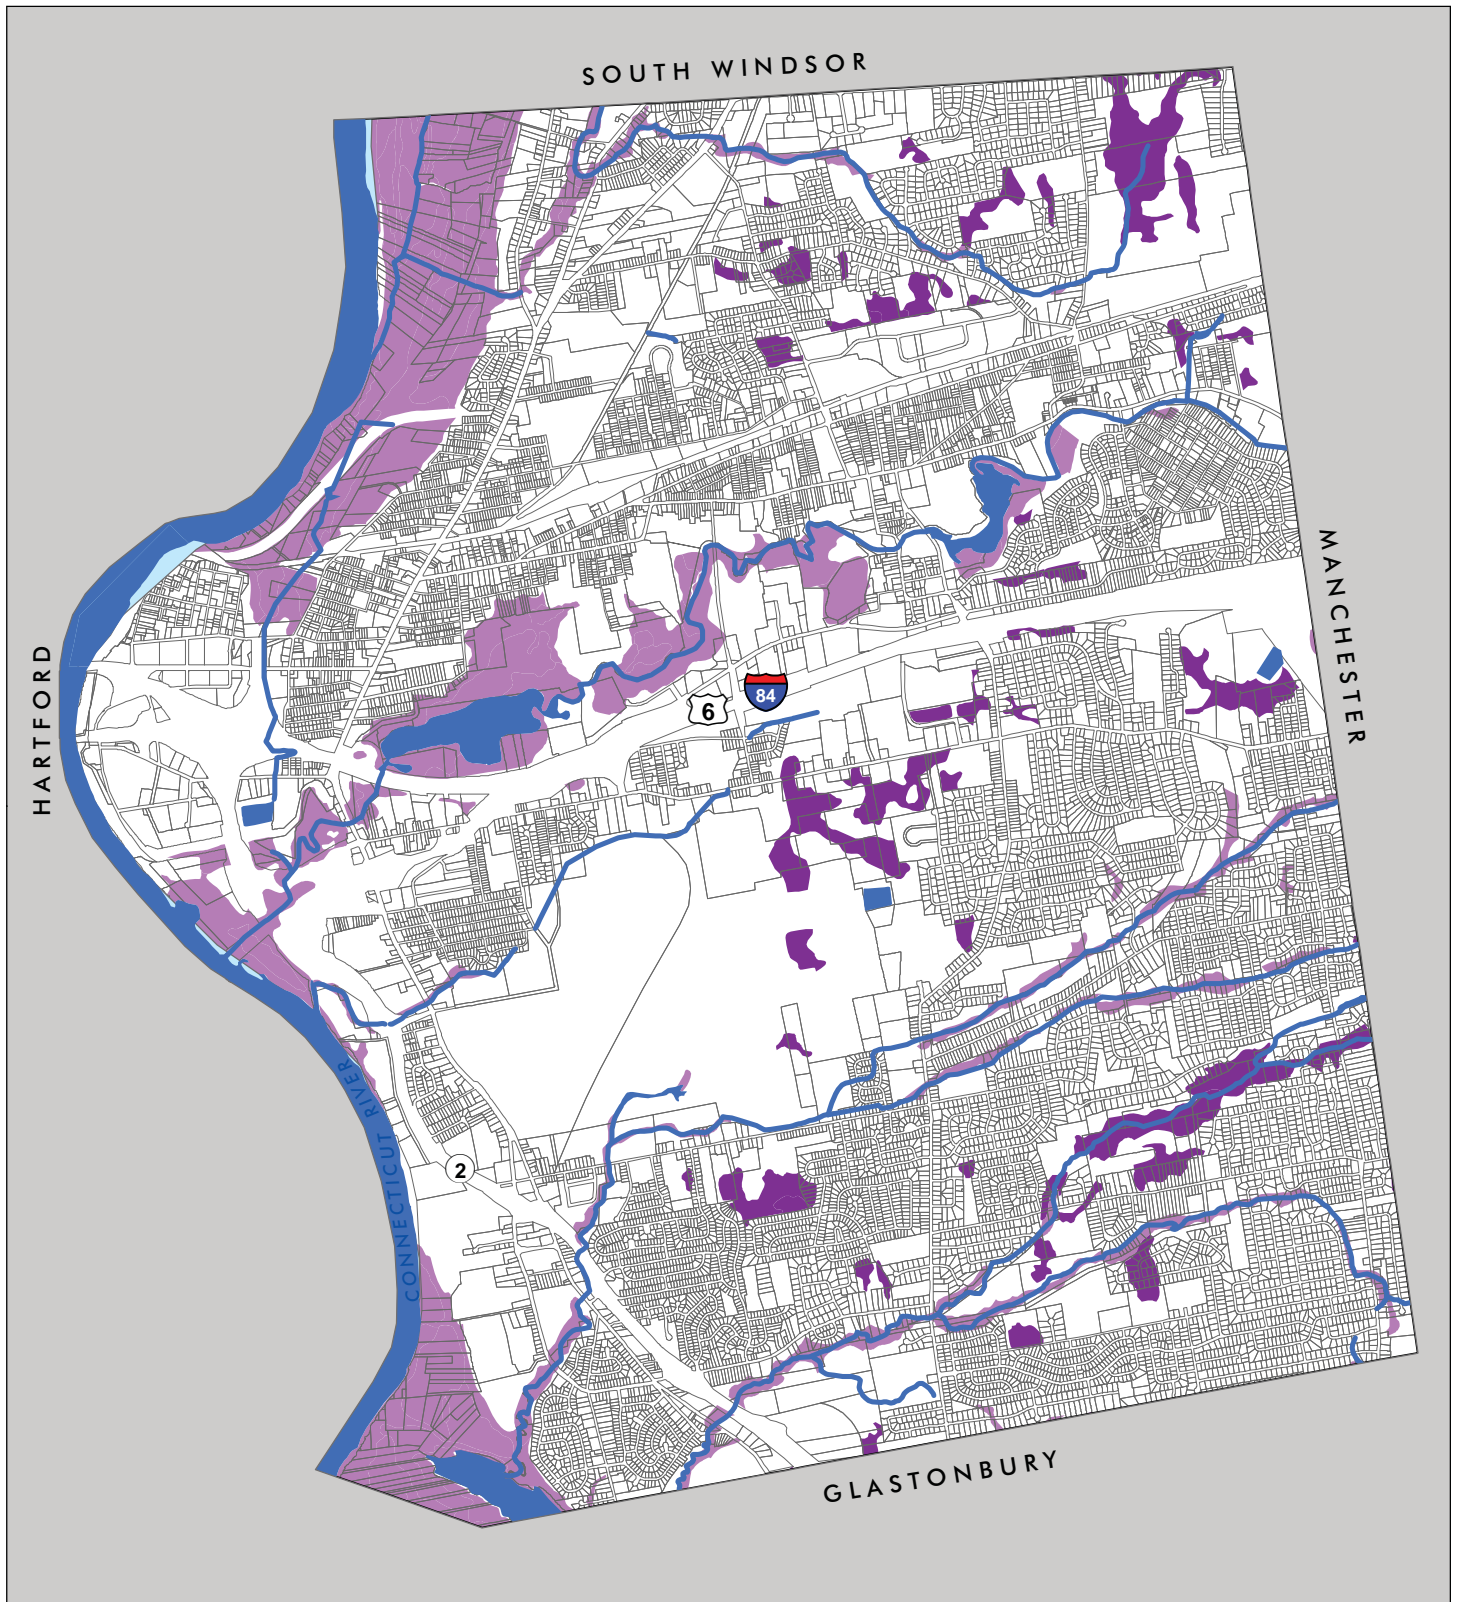 SOUTH WINDSOR
MANCHESTER
HARTFORD
84
6
2
CONNECTICUT RIVER
GLASTONBURY